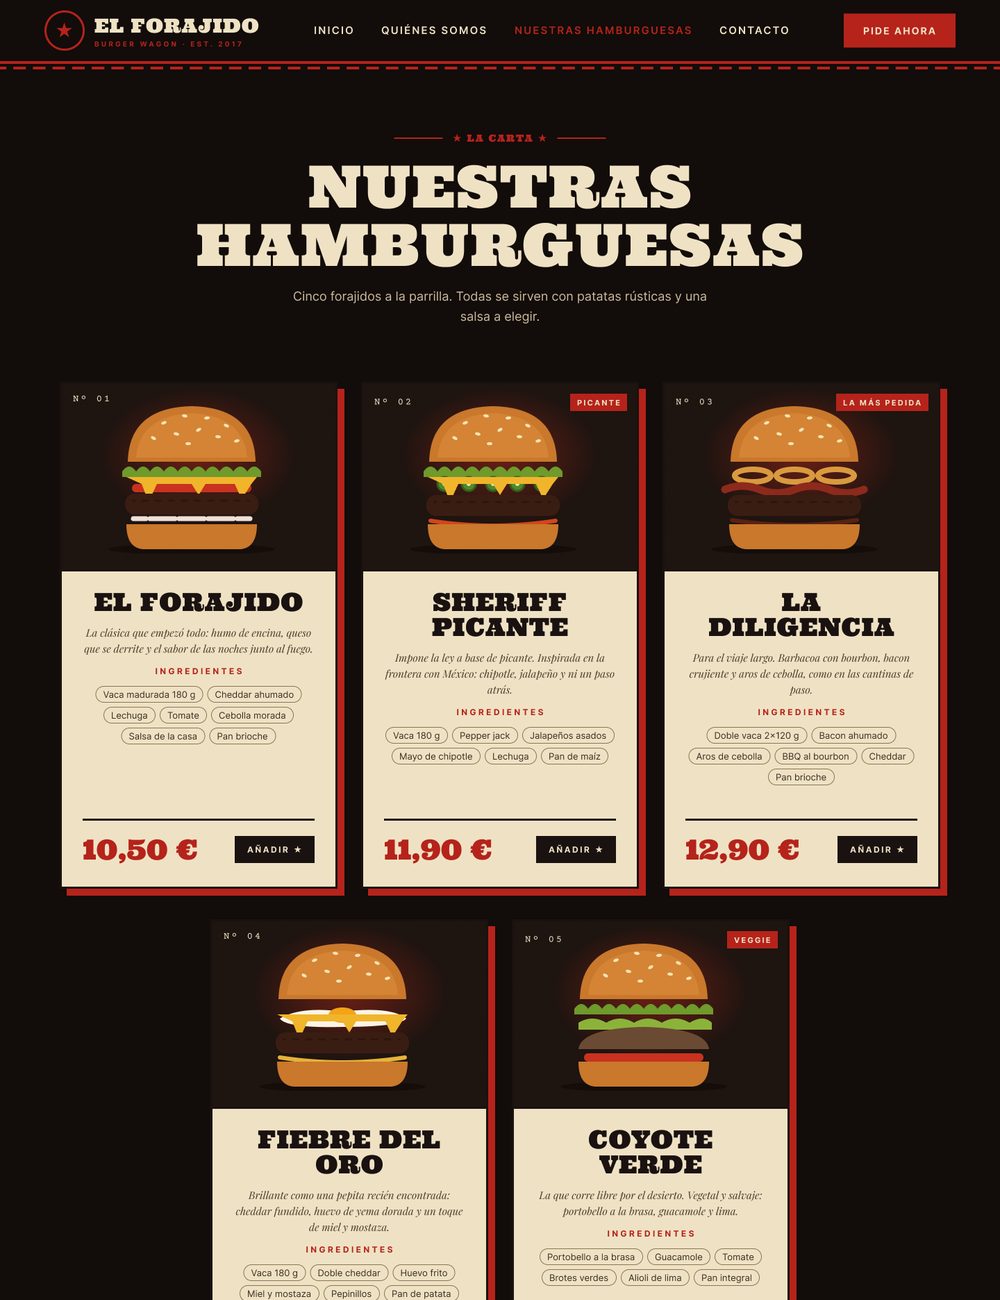 EL FORAJIDO
BURGER WAGON · EST. 2017
INICIO
QUIÉNES SOMOS
NUESTRAS HAMBURGUESAS
CONTACTO
PIDE AHORA
★ LA CARTA ★
NUESTRAS
HAMBURGUESAS
Cinco forajidos a la parrilla. Todas se sirven con patatas rústicas y una
salsa a elegir.
Nº 01
EL FORAJIDO
La clásica que empezó todo: humo de encina, queso
que se derrite y el sabor de las noches junto al fuego.
INGREDIENTES
Vaca madurada 180 g
Cheddar ahumado
Lechuga
Tomate
Cebolla morada
Salsa de la casa
Pan brioche
10,50 €
AÑADIR ★
Nº 02
PICANTE
SHERIFF
PICANTE
Impone la ley a base de picante. Inspirada en la
frontera con México: chipotle, jalapeño y ni un paso
atrás.
INGREDIENTES
Vaca 180 g
Pepper jack
Jalapeños asados
Mayo de chipotle
Lechuga
Pan de maíz
11,90 €
AÑADIR ★
Nº 03
LA MÁS PEDIDA
LA
DILIGENCIA
Para el viaje largo. Barbacoa con bourbon, bacon
crujiente y aros de cebolla, como en las cantinas de
paso.
INGREDIENTES
Doble vaca 2×120 g
Bacon ahumado
Aros de cebolla
BBQ al bourbon
Cheddar
Pan brioche
12,90 €
AÑADIR ★
Nº 04
FIEBRE DEL
ORO
Brillante como una pepita recién encontrada:
cheddar fundido, huevo de yema dorada y un toque
de miel y mostaza.
INGREDIENTES
Vaca 180 g
Doble cheddar
Huevo frito
Miel y mostaza
Pepinillos
Pan de patata
Nº 05
VEGGIE
COYOTE
VERDE
La que corre libre por el desierto. Vegetal y salvaje:
portobello a la brasa, guacamole y lima.
INGREDIENTES
Portobello a la brasa
Guacamole
Tomate
Brotes verdes
Alioli de lima
Pan integral